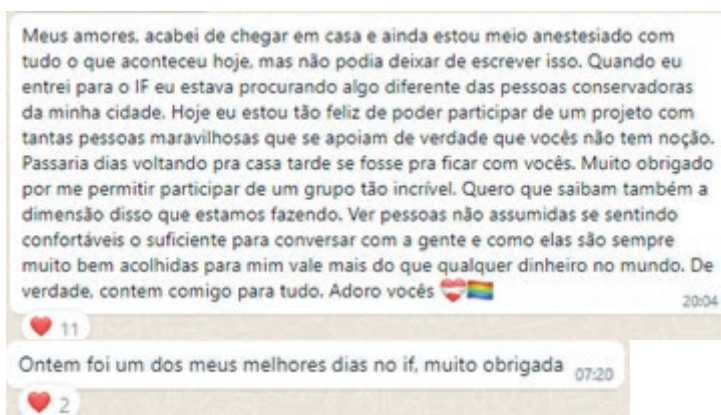 Meus amores, acabei de chegar em casa e ainda estou meio anestesiado com
tudo o que aconteceu hoje, mas não podia deixar de escrever isso. Quando eu
entrei para o IF eu estava procurando algo diferente das pessoas conservadoras
da minha cidade. Hoje eu estou tão feliz de poder participar de um projeto com
tantas pessoas maravilhosas que se apoiam de verdade que vocês não tem noção.
Passaria dias voltando pra casa tarde se fosse pra ficar com vocês. Muito obrigado
por me permitir participar de um grupo tão incrível. Quero que saibam também a
dimensão disso que estamos fazendo. Ver pessoas não assumidas se sentindo
confortáveis o suficiente para conversar com a gente e como elas são sempre
muito bem acolhidas para mim vale mais do que qualquer dinheiro no mundo. De
verdade, contem comigo para tudo. Adoro vocês
20:04
11
Ontem foi um dos meus melhores dias no if, muito obrigada 07:20
2